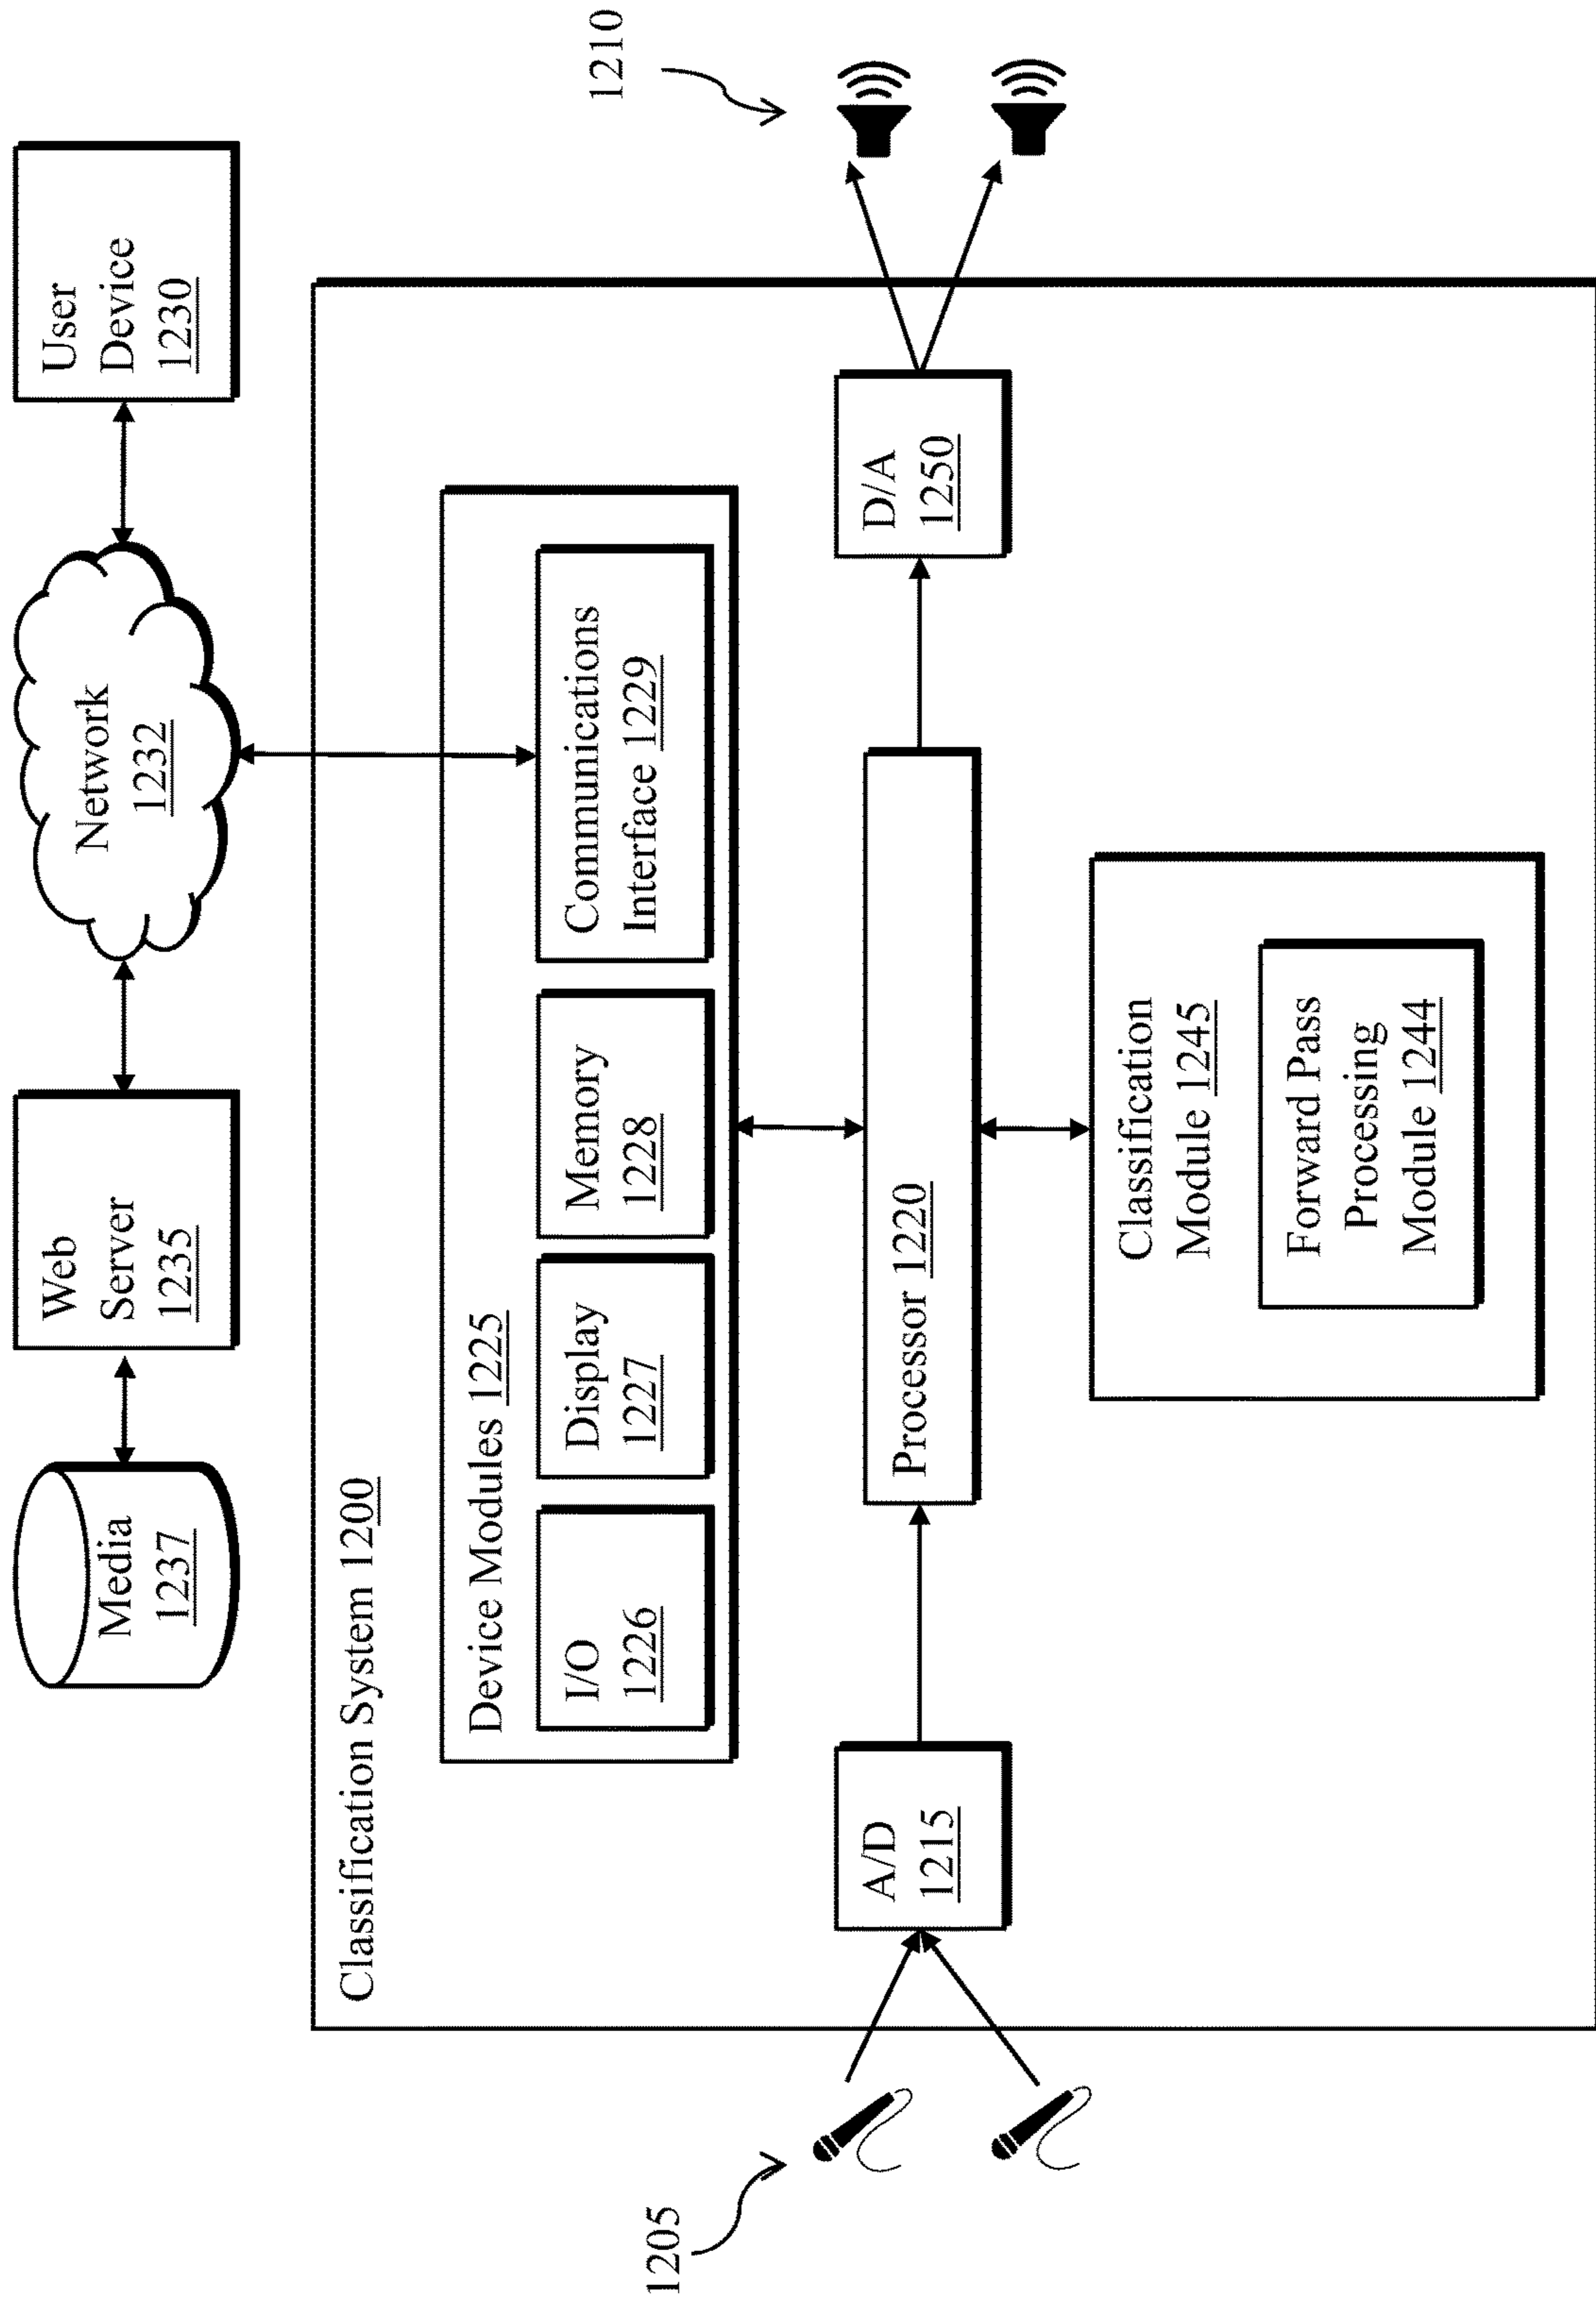 Media
1237
Web
Server
1235
Network
1232
User
Device
1230
Classification System 1200
Device Modules 1225
I/O
1226
Display
1227
Memory
1228
Communications
Interface 1229
1205
A/D
1215
Processor 1220
D/A
1250
1210
Classification
Module 1245
Forward Pass
Processing
Module 1244